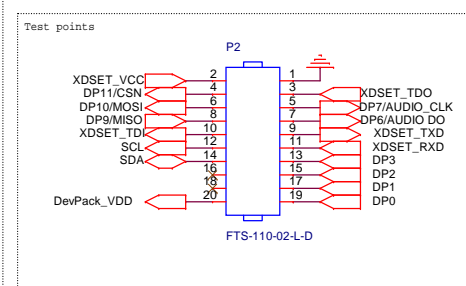 Test points
P2
XDSET_VCC 2 1
DP11/CSN 4 3 XDSET_TDO
DP10/MOSI 6 5 DP7/AUDIO_CLK
DP9/MISO 8 7 DP6/AUDIO DO
XDSET_TDI 10 9 XDSET_TXD
SCL 12 11 XDSET_RXD
SDA 14 13 DP3
16 15 DP2
18 17 DP1
DevPack_VDD 20 19 DP0
FTS-110-02-L-D